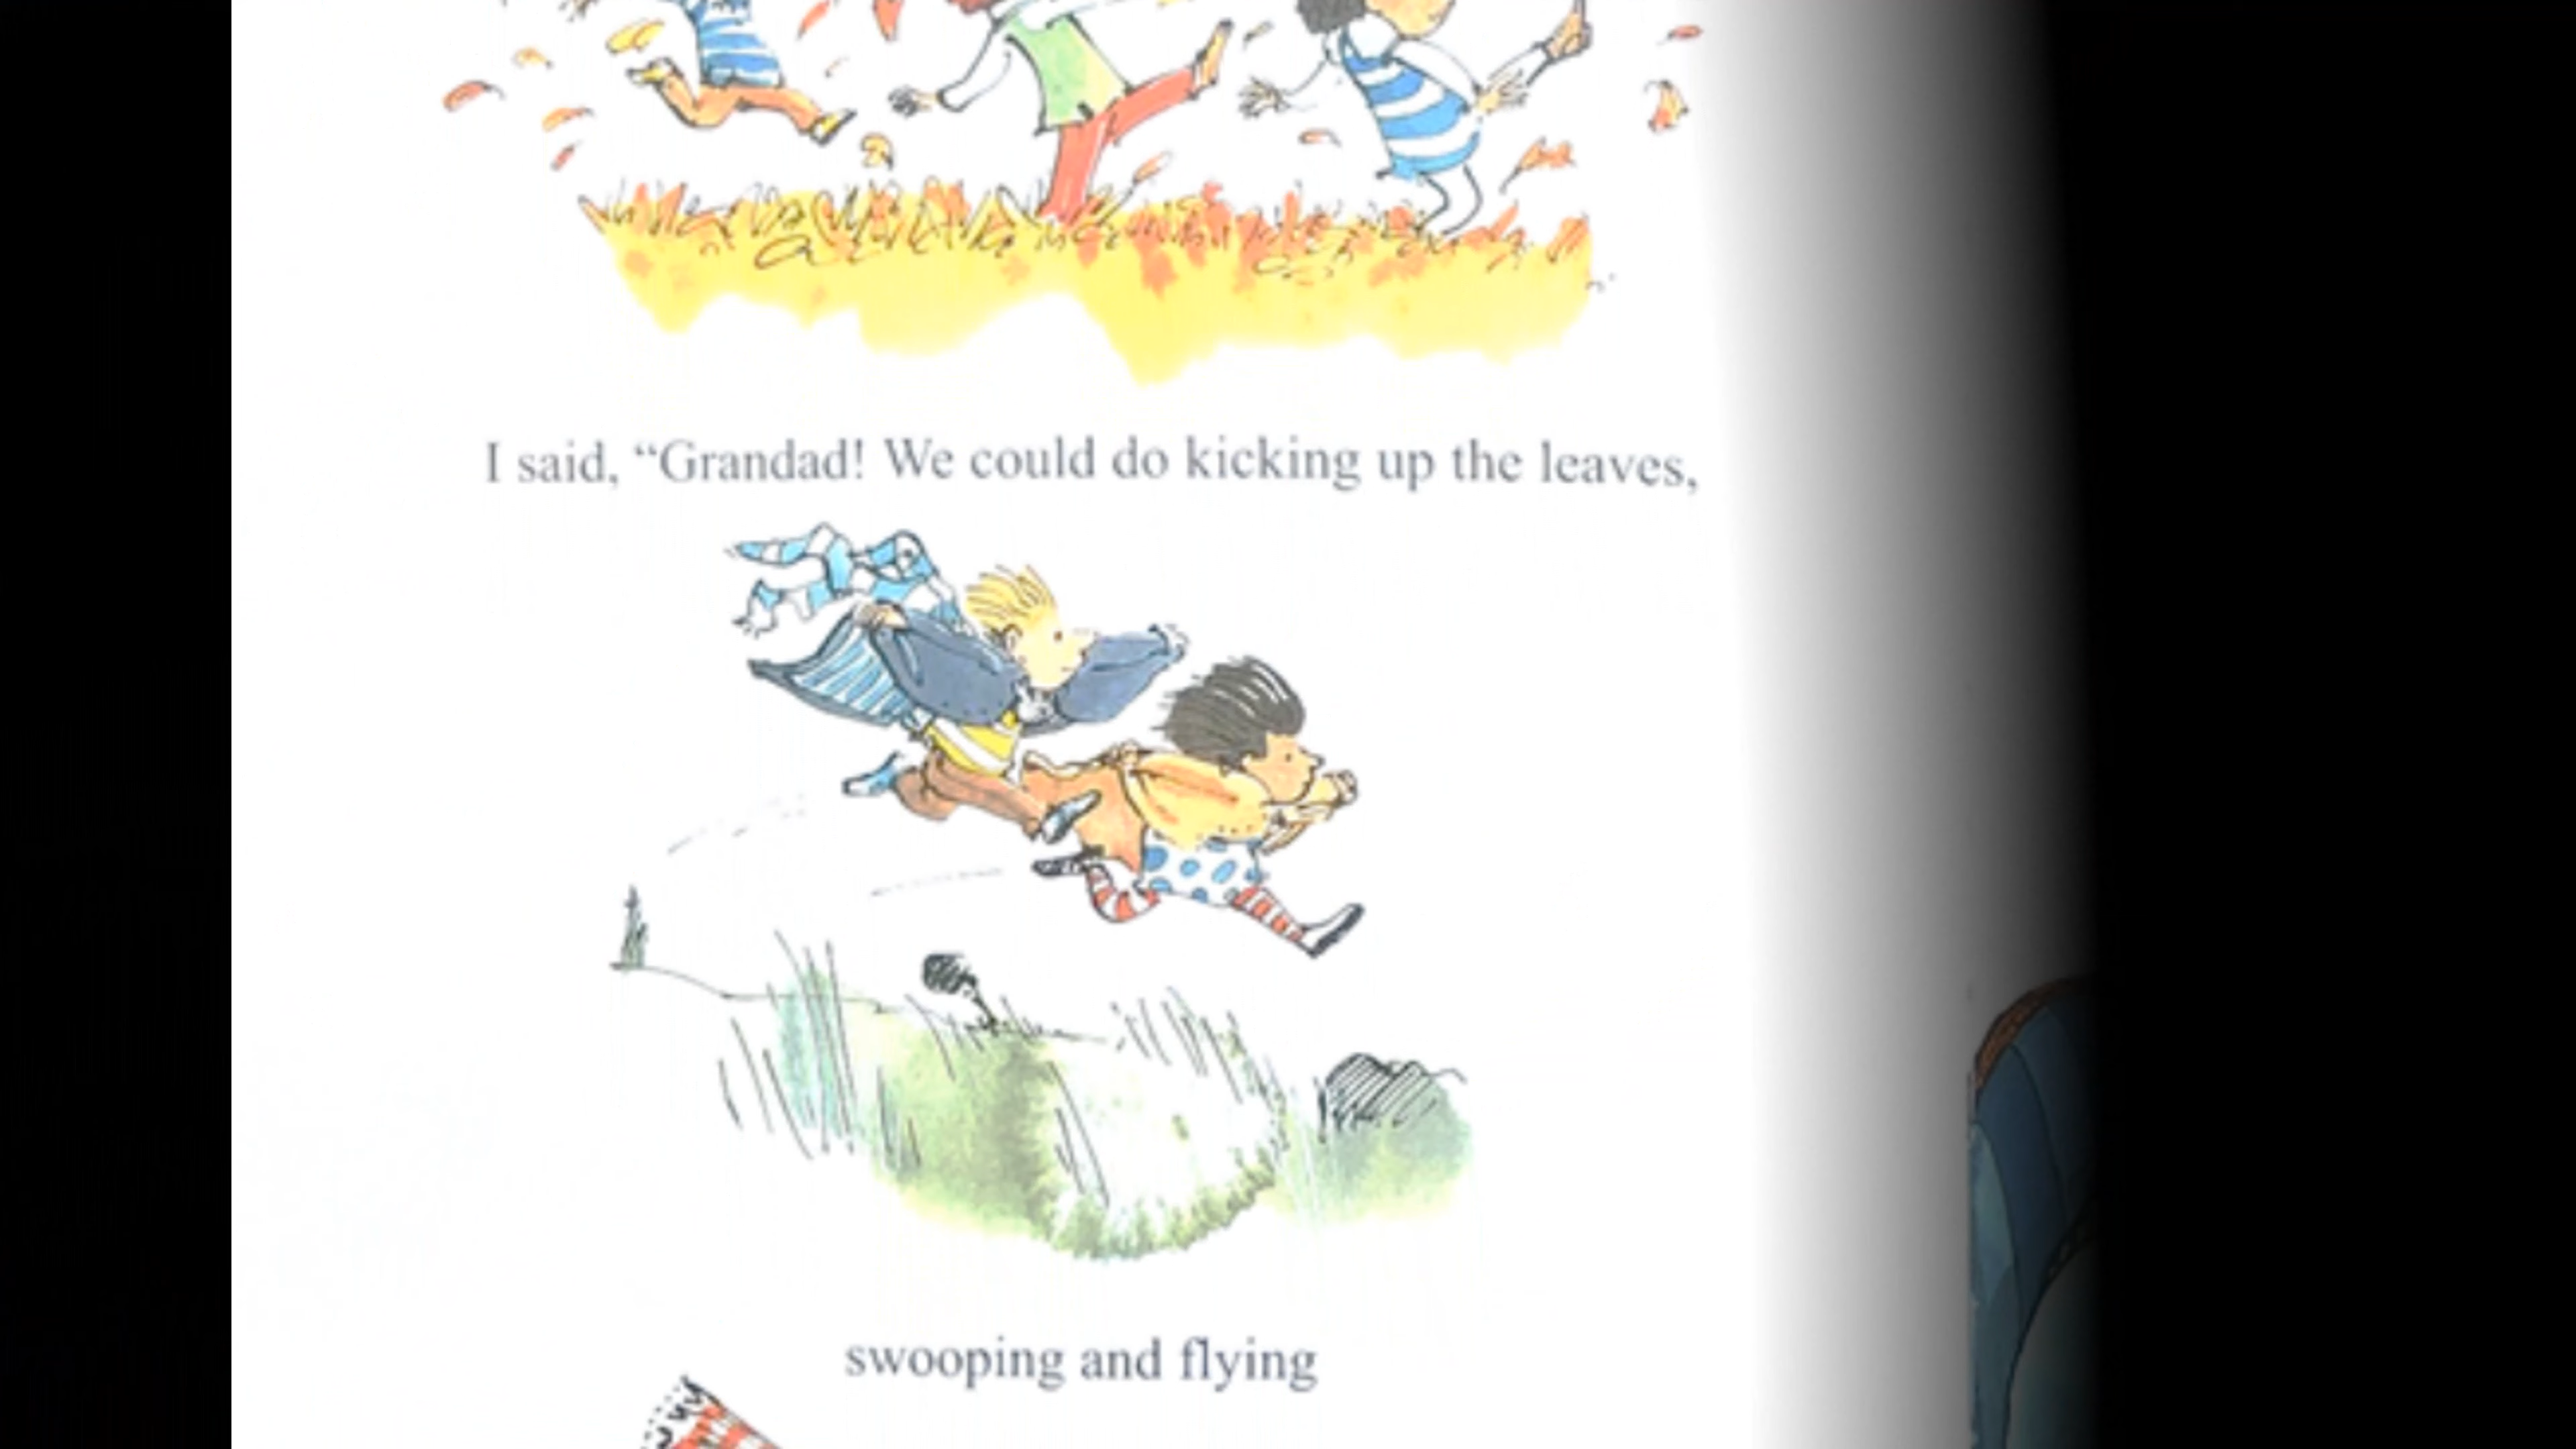 I said, “Grandad! We could do kicking up the leaves,
swooping and flying